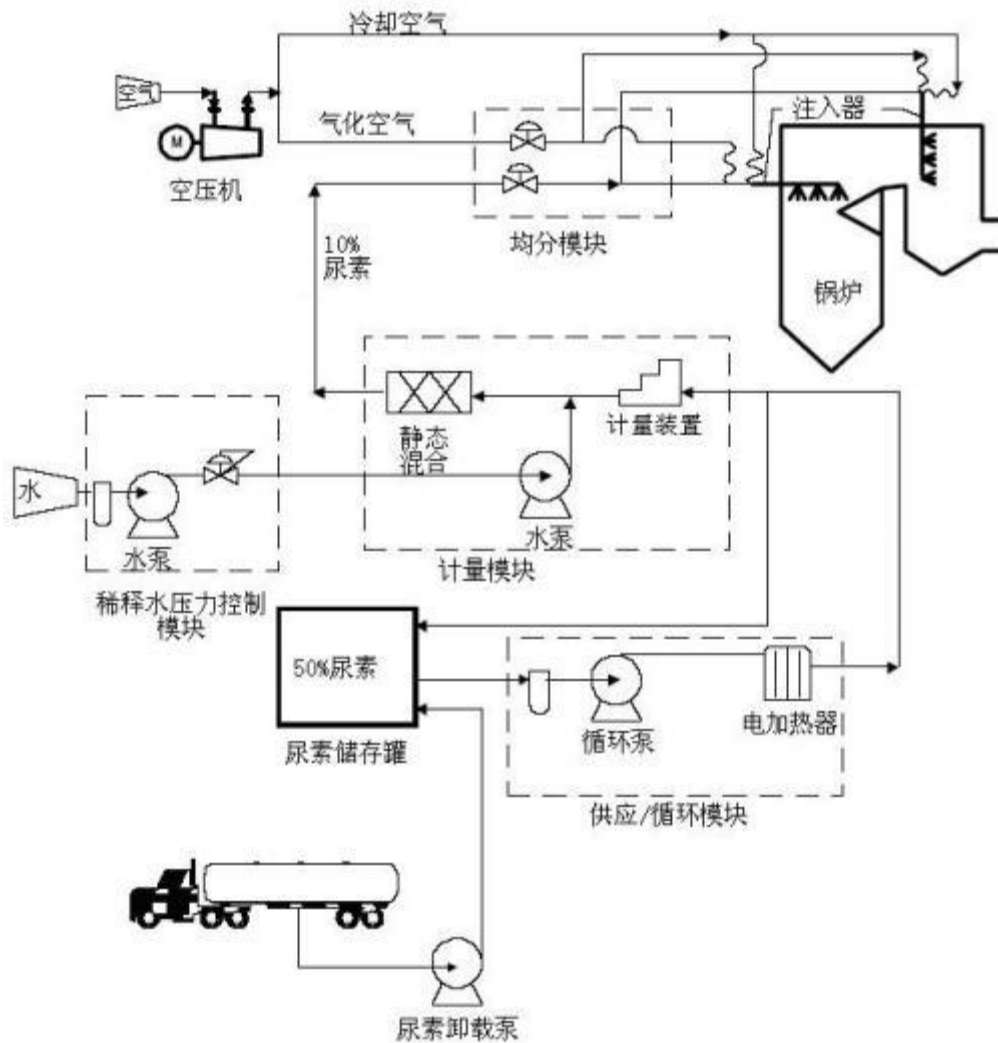 冷却空气
空气
M
空压机
气化空气
注入器
均分模块
10%
尿素
锅炉
静态
混合
计量装置
水
水泵
水泵
计量模块
稀释水压力控制
模块
50%尿素
尿素储存罐
循环泵
电加热器
供应/循环模块
尿素卸载泵